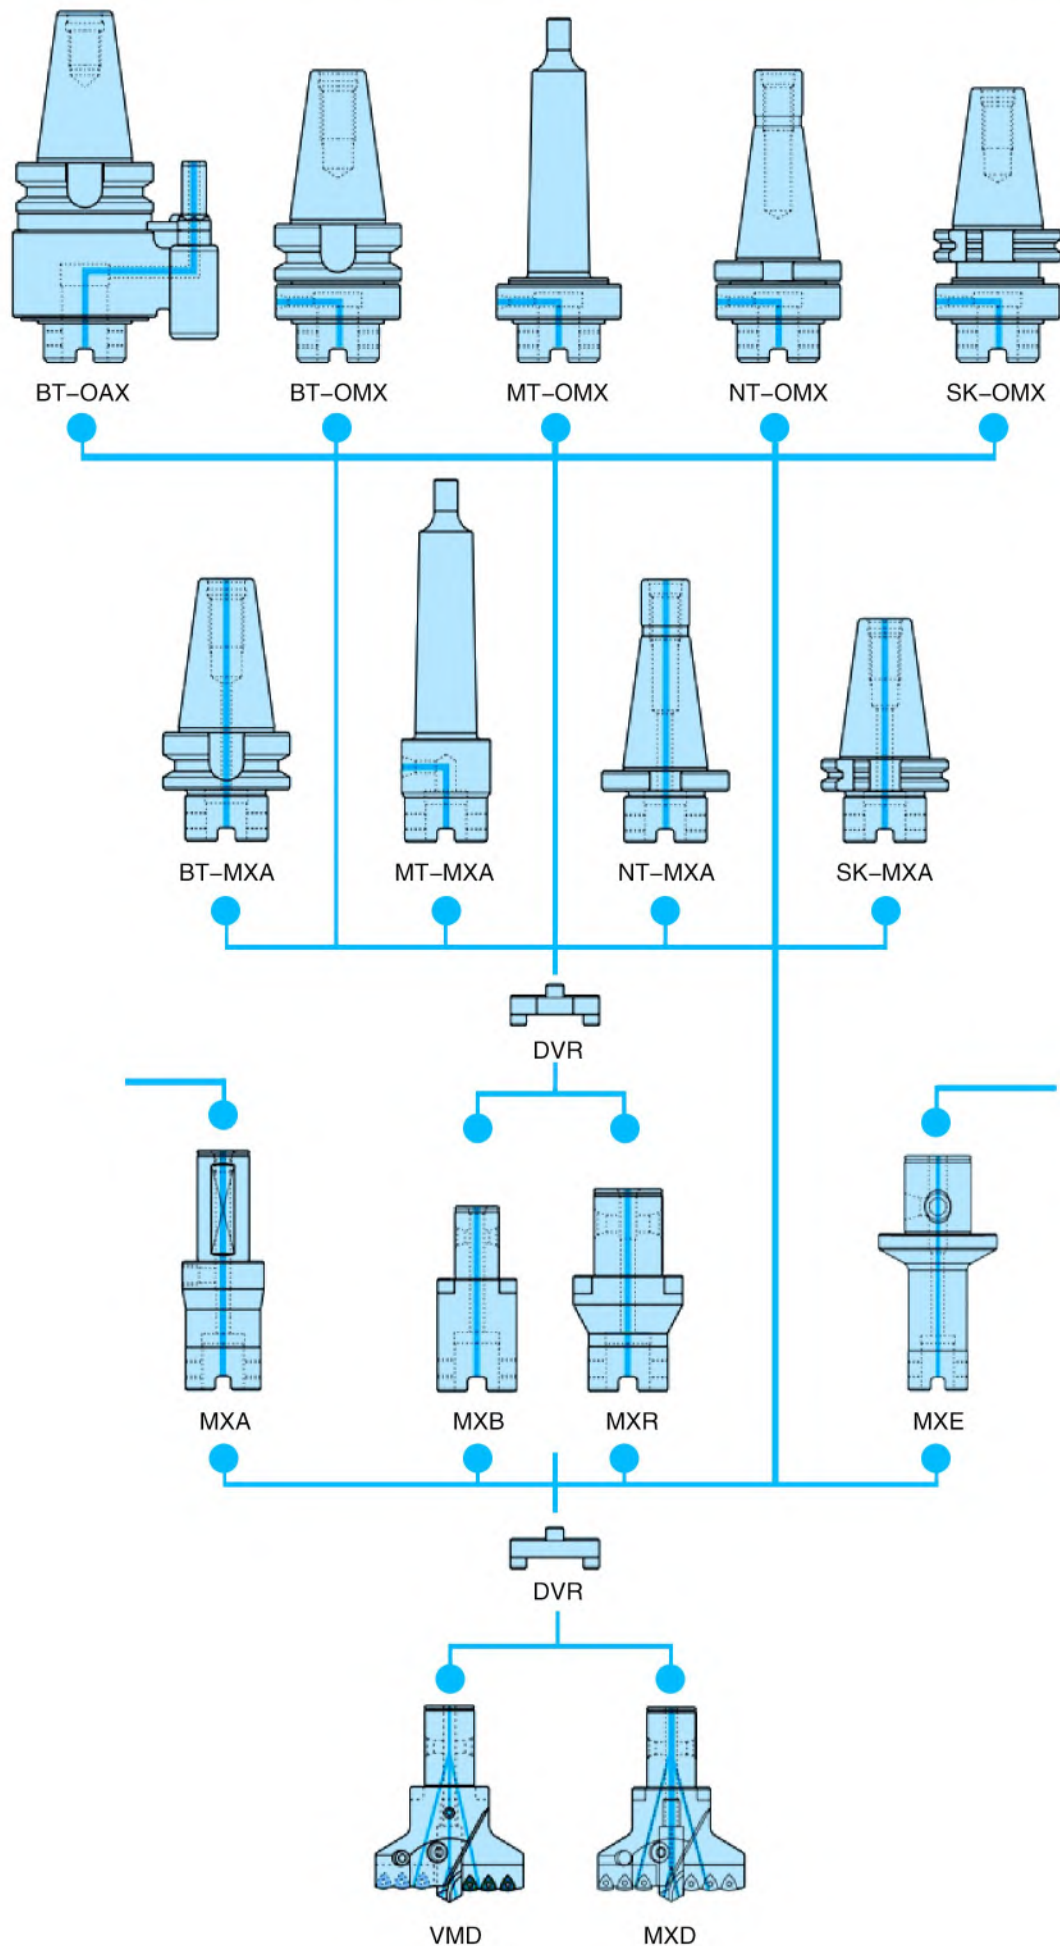 BT–OAX BT–OMX MT–OMX NT–OMX SK–OMX
BT–MXA MT–MXA NT–MXA SK–MXA
DVR
MXA MXB MXR MXE
DVR
VMD MXD